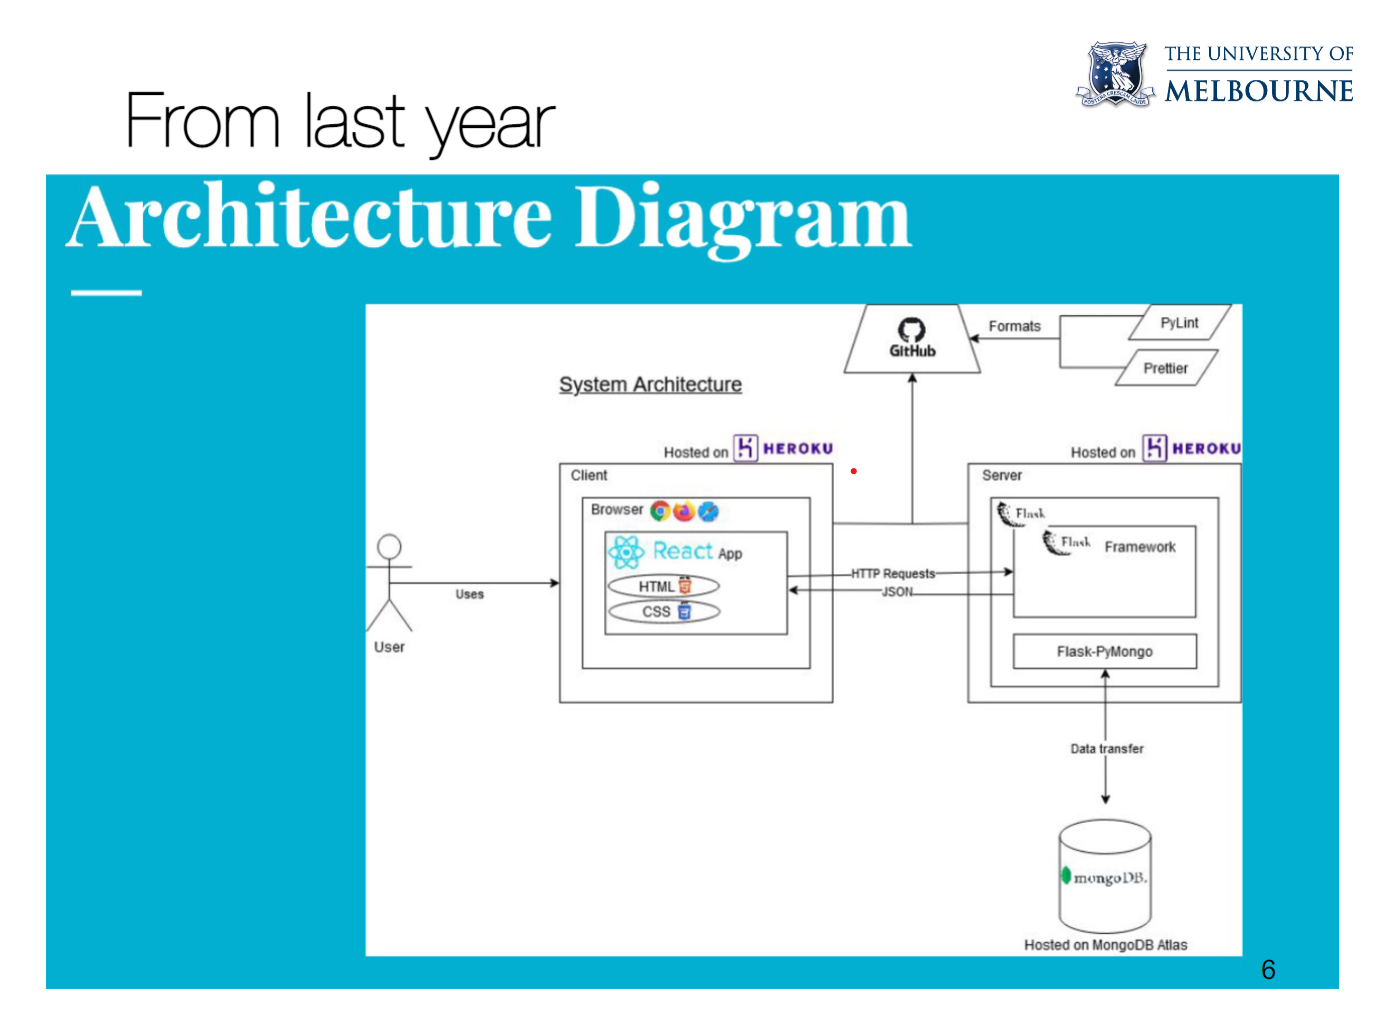 THE UNIVERSITY OF
MELBOURNE
From last year
Architecture Diagram
GitHub
Formats
PyLint
Prettier
System Architecture
Hosted on HEROKU
Hosted on HEROKU
Client
Server
Browser
Flask
React App
Flask Framework
HTML
CSS
HTTP Requests
JSON
Uses
User
Flask-PyMongo
Data transfer
mongoDB.
Hosted on MongoDB Atlas
6